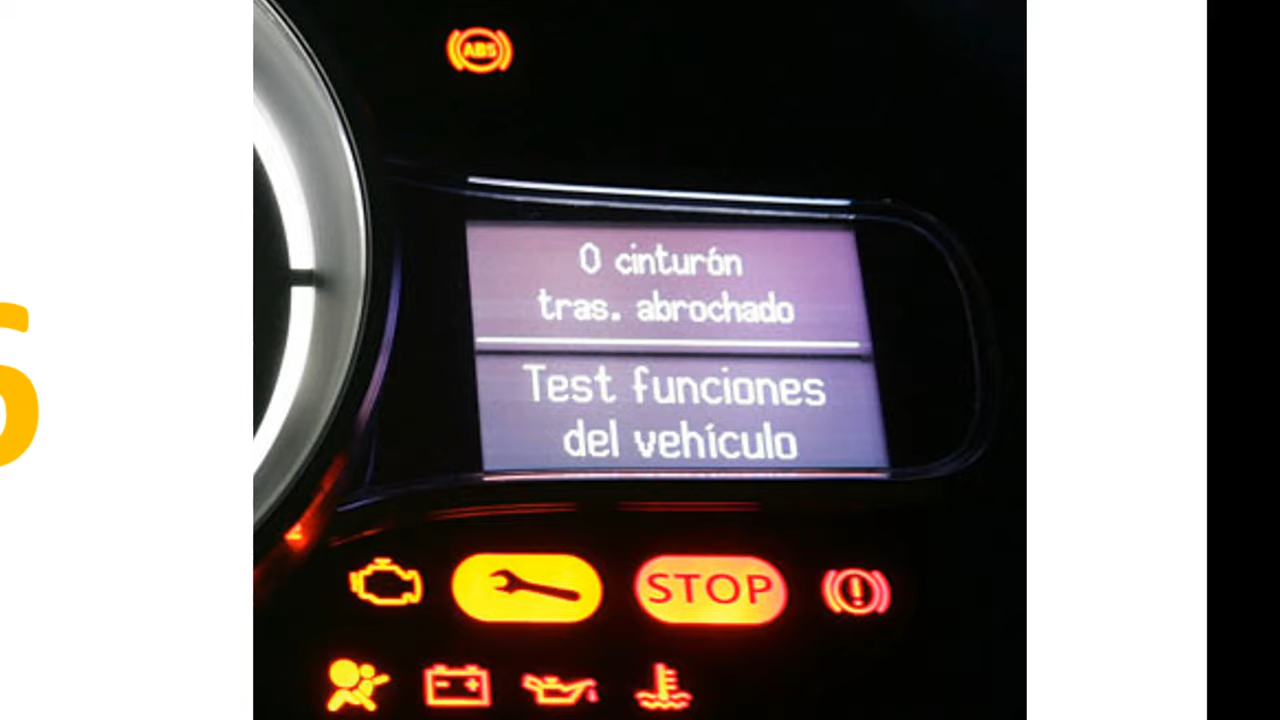 ABS
0 cinturón
tras. abrochado
Test funciones
del vehículo
STOP